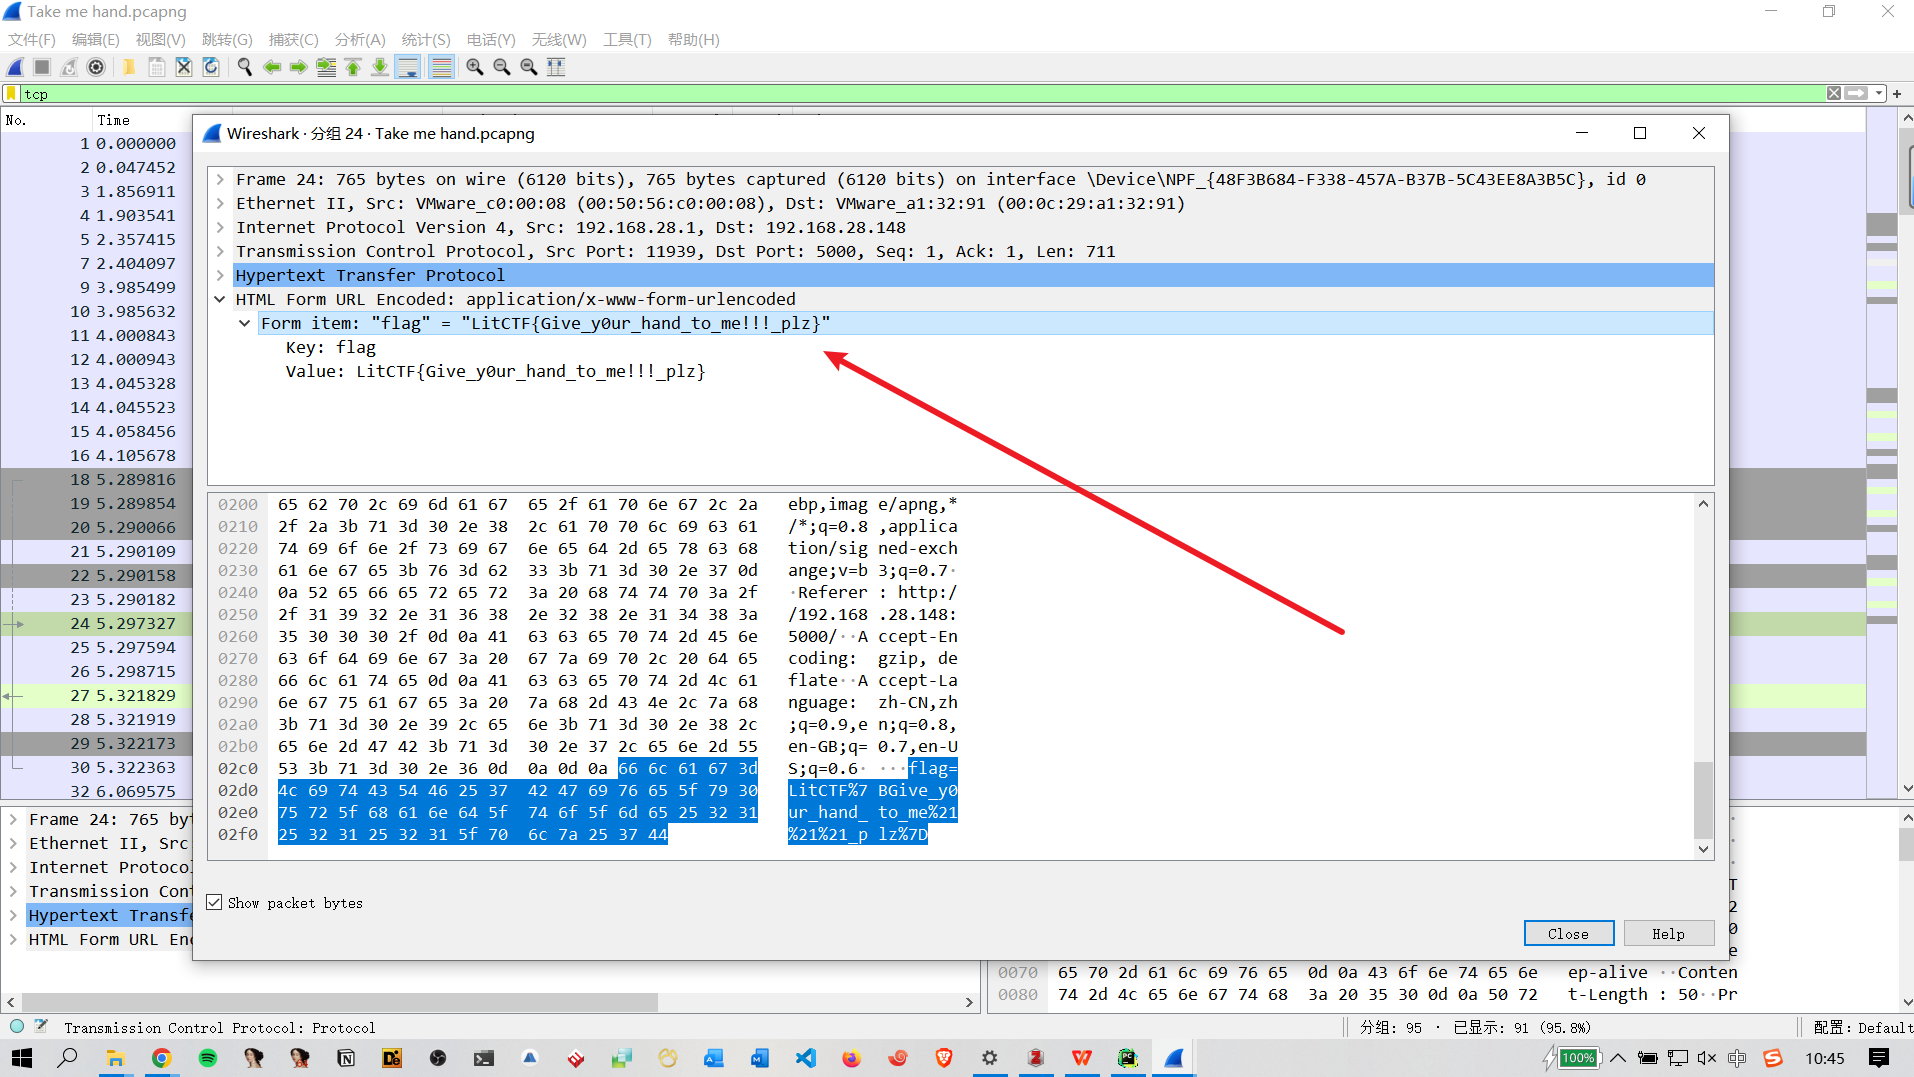 Take me hand.pcapng
文件(F) 编辑(E) 视图(V) 跳转(G) 捕获(C) 分析(A) 统计(S) 电话(Y) 无线(W) 工具(T) 帮助(H)
tcp
No. Time
1 0.000000
2 0.047452
3 1.856911
4 1.903541
5 2.357415
7 2.404097
9 3.985499
10 3.985632
11 4.000843
12 4.000943
13 4.045328
14 4.045523
15 4.058456
16 4.105678
18 5.289816
19 5.289854
20 5.290066
21 5.290109
22 5.290158
23 5.290182
24 5.297327
25 5.297594
26 5.298715
27 5.321829
28 5.321919
29 5.322173
30 5.322363
32 6.069575
Wireshark · 分组 24 · Take me hand.pcapng
Frame 24: 765 bytes on wire (6120 bits), 765 bytes captured (6120 bits) on interface \Device\NPF_{48F3B684-F338-457A-B37B-5C43EE8A3B5C}, id 0
Ethernet II, Src: VMware_c0:00:08 (00:50:56:c0:00:08), Dst: VMware_a1:32:91 (00:0c:29:a1:32:91)
Internet Protocol Version 4, Src: 192.168.28.1, Dst: 192.168.28.148
Transmission Control Protocol, Src Port: 11939, Dst Port: 5000, Seq: 1, Ack: 1, Len: 711
Hypertext Transfer Protocol
HTML Form URL Encoded: application/x-www-form-urlencoded
Form item: "flag" = "LitCTF{Give_y0ur_hand_to_me!!!_plz}"
Key: flag
Value: LitCTF{Give_y0ur_hand_to_me!!!_plz}
0200 65 62 70 2c 69 6d 61 67 65 2f 61 70 6e 67 2c 2a ebp,imag e/apng,*
0210 2f 2a 3b 71 3d 30 2e 38 2c 61 70 70 6c 69 63 61 /*;q=0.8 ,applica
0220 74 69 6f 6e 2f 73 69 67 6e 65 64 2d 65 78 63 68 tion/sig ned-exch
0230 61 6e 67 65 3b 76 3d 62 33 3b 71 3d 30 2e 37 0d ange;v=b 3;q=0.7·
0240 0a 52 65 66 65 72 65 72 3a 20 68 74 74 70 3a 2f ·Referer : http:/
0250 2f 31 39 32 2e 31 36 38 2e 32 38 2e 31 34 38 3a /192.168 .28.148:
0260 35 30 30 30 2f 0d 0a 41 63 63 65 70 74 2d 45 6e 5000/··A ccept-En
0270 63 6f 64 69 6e 67 3a 20 67 7a 69 70 2c 20 64 65 coding: gzip, de
0280 66 6c 61 74 65 0d 0a 41 63 63 65 70 74 2d 4c 61 flate··A ccept-La
0290 6e 67 75 61 67 65 3a 20 7a 68 2d 43 4e 2c 7a 68 nguage: zh-CN,zh
02a0 3b 71 3d 30 2e 39 2c 65 6e 3b 71 3d 30 2e 38 2c ;q=0.9,e n;q=0.8,
02b0 65 6e 2d 47 42 3b 71 3d 30 2e 37 2c 65 6e 2d 55 en-GB;q= 0.7,en-U
02c0 53 3b 71 3d 30 2e 36 0d 0a 0d 0a 66 6c 61 67 3d S;q=0.6· ···flag=
02d0 4c 69 74 43 54 46 25 37 42 47 69 76 65 5f 79 30 LitCTF%7 BGive_y0
02e0 75 72 5f 68 61 6e 64 5f 74 6f 5f 6d 65 25 32 31 ur_hand_ to_me%21
02f0 25 32 31 25 32 31 5f 70 6c 7a 25 37 44 %21%21_p lz%7D
Show packet bytes
Close Help
Frame 24: 765 byt
Ethernet II, Src
Internet Protoco
Transmission Con
Hypertext Transf
HTML Form URL En
T
2
0
e
0070 65 70 2d 61 6c 69 76 65 0d 0a 43 6f 6e 74 65 6e ep-alive ··Conten
0080 74 2d 4c 65 6e 67 74 68 3a 20 35 30 0d 0a 50 72 t-Length : 50··Pr
Transmission Control Protocol: Protocol
分组: 95 · 已显示: 91 (95.8%)
配置: Default
100%
中
10:45